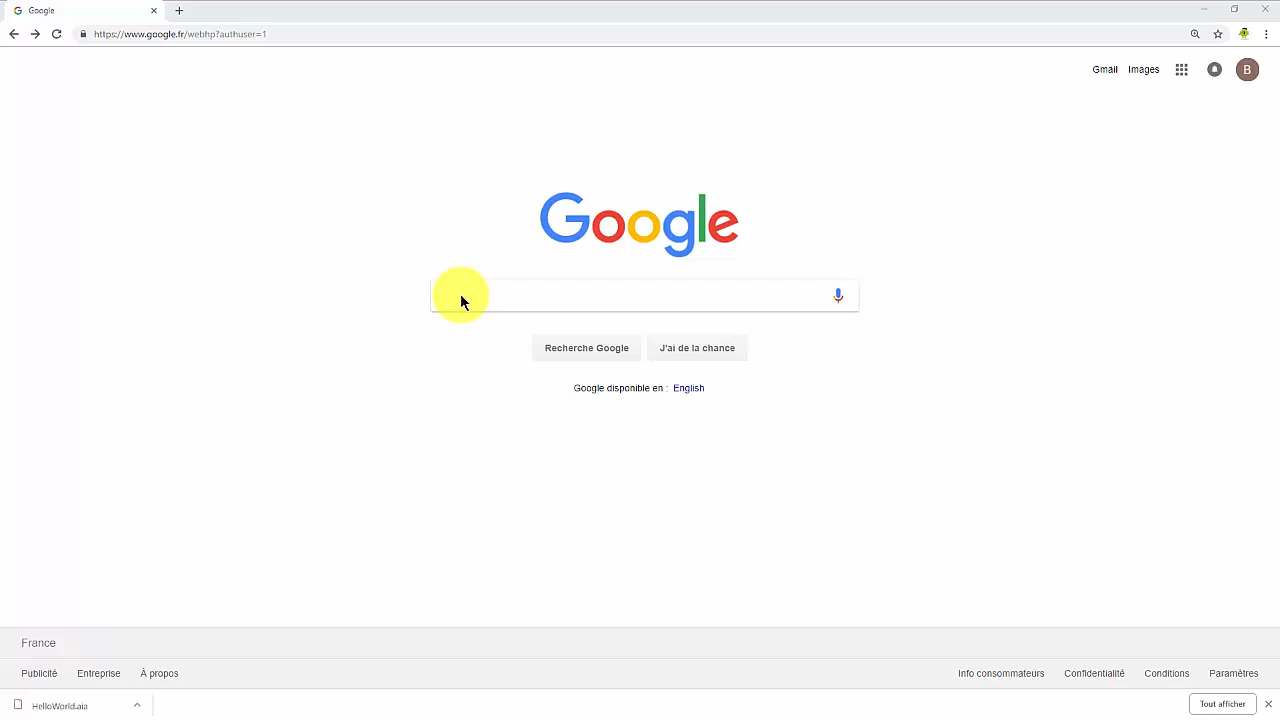 Google
https://www.google.fr/webhp?authuser=1
Gmail Images B
Google
Recherche Google J'ai de la chance
Google disponible en : English
France
Publicité Entreprise À propos Info consommateurs Confidentialité Conditions Paramètres
HelloWorld.aia Tout afficher